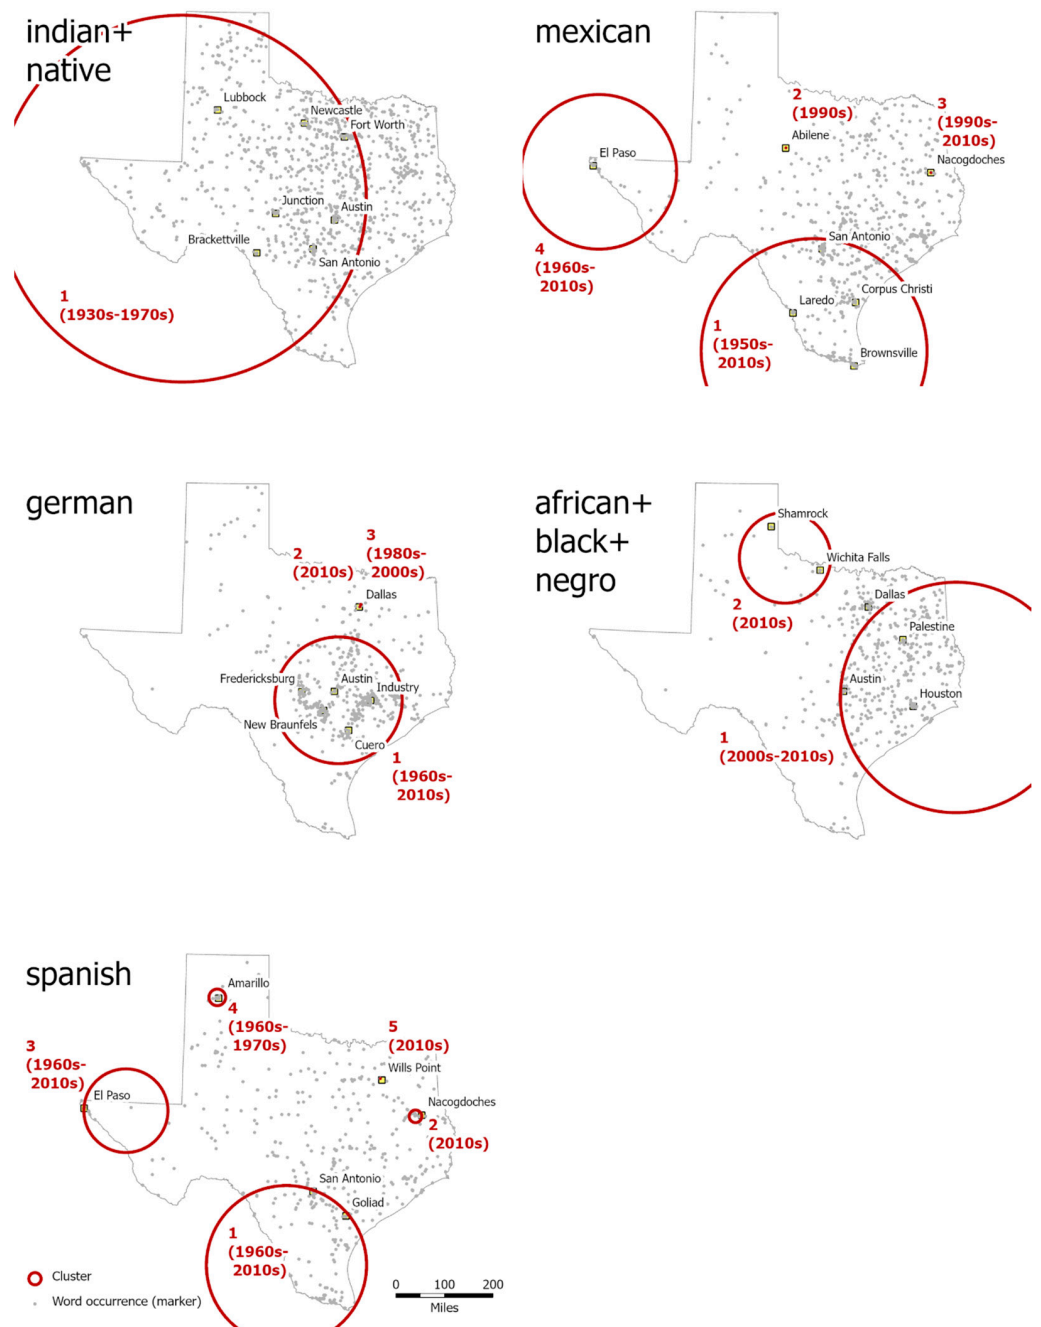 indian+
native
Lubbock
Newcastle
Fort Worth
Junction
Austin
Brackettville
San Antonio
1
(1930s-1970s)
mexican
2
(1990s)
Abilene
3
(1990s-
2010s)
Nacogdoches
El Paso
4
(1960s-
2010s)
San Antonio
Laredo
Corpus Christi
1
(1950s-
2010s)
Brownsville
german
3
(1980s-
2000s)
2
(2010s)
Dallas
Fredericksburg
Austin
Industry
New Braunfels
Cuero
1
(1960s-
2010s)
african+
black+
negro
Shamrock
Wichita Falls
2
(2010s)
Dallas
Palestine
Austin
Houston
1
(2000s-2010s)
spanish
Amarillo
4
(1960s-
1970s)
3
(1960s-
2010s)
El Paso
5
(2010s)
Wills Point
Nacogdoches
2
(2010s)
San Antonio
Goliad
1
(1960s-
2010s)
Cluster
Word occurrence (marker)
0 100 200
Miles